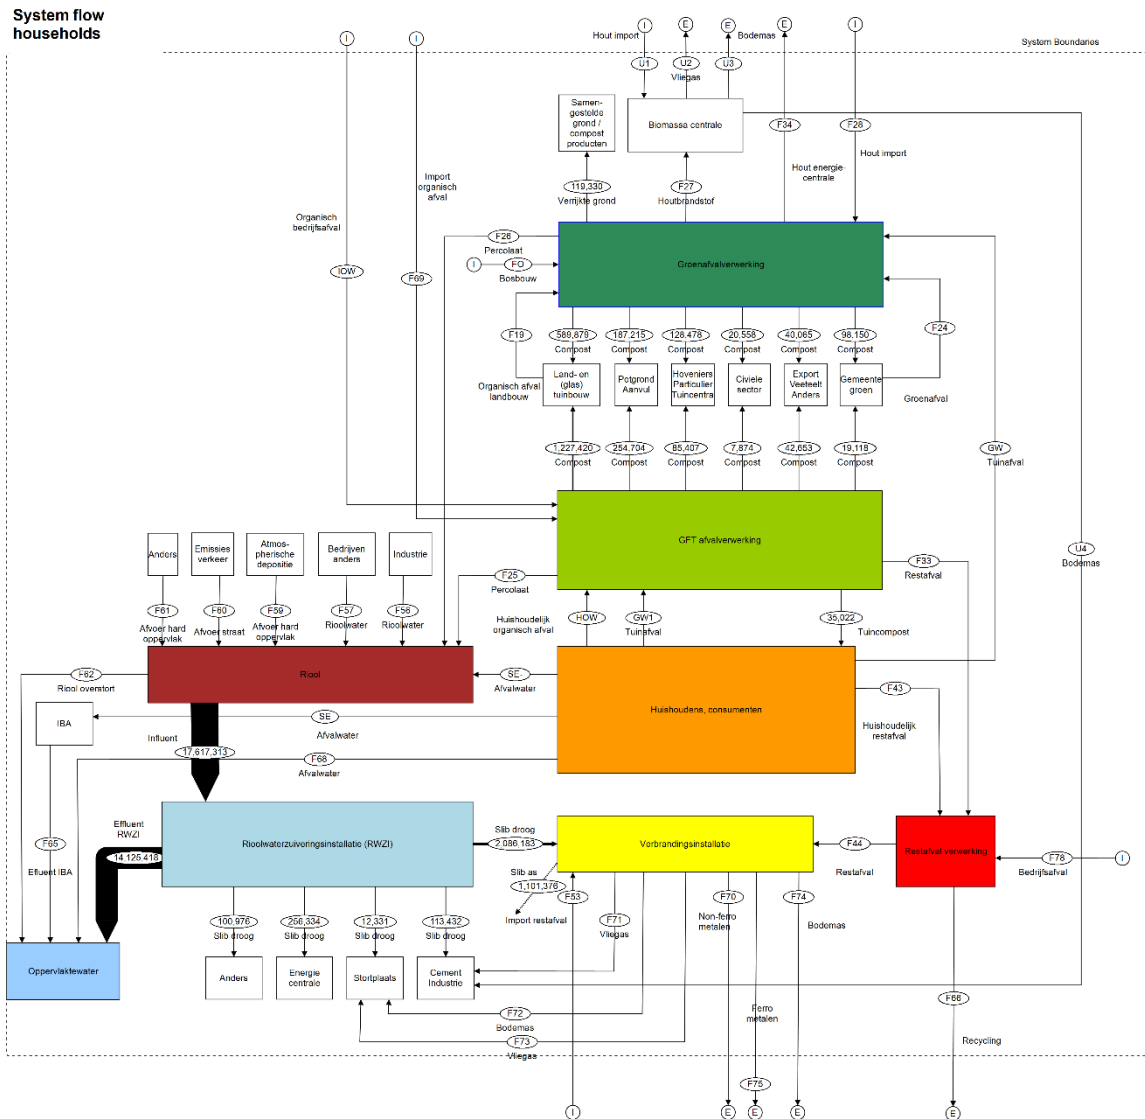 System flow
households
I
I
Hout import
I
E
E
Bodemas
E
I
System Boundaries
U1
U2
U3
Vliegas
Samen-
gestelde
grond /
compost
producten
Biomassa centrale
F34
F28
Hout import
Import
organisch
afval
Hout energie-
centrale
119,330
Verrijkte grond
F27
Houtbrandstof
Organisch
bedrijfsafval
F26
Percolaat
I
FO
Bosbouw
Groenafvalverwerking
IOW
F69
F19
589,879
Compost
187,215
Compost
128,478
Compost
20,558
Compost
40,065
Compost
98,150
Compost
F24
Organisch afval
landbouw
Land- en
(glas)
tuinbouw
Potgrond
Aanvul
Hoveniers
Particulier
Tuincentra
Civiele
sector
Export
Veeteelt
Anders
Gemeente
groen
Groenafval
1,227,420
Compost
254,704
Compost
85,407
Compost
7,874
Compost
42,653
Compost
19,118
Compost
GW
Tuinafval
GFT afvalverwerking
Anders
Emissies
verkeer
Atmos-
pherische
depositie
Bedrijven
anders
Industrie
U4
Bodemas
F33
Restafval
F25
Percolaat
F61
Afvoer hard
oppervlak
F60
Afvoer straat
F59
Afvoer hard
oppervlak
F57
Rioolwater
F56
Rioolwater
Huishoudelijk
organisch afval
HOW
GW1
Tuinafval
35,022
Tuincompost
F62
Riool overstort
Riool
SE-
Afvalwater
Huishoudens, consumenten
F43
Huishoudelijk
restafval
IBA
SE
Afvalwater
Influent
17,617,313
F68
Afvalwater
Effluent
RWZI
14,125,418
Rioolwaterzuiveringsinstallatie (RWZI)
Slib droog
2,086,183
Verbrandingsinstallatie
F44
Restafval
Restafval verwerking
F78
Bedrijfsafval
I
F65
Efluent IBA
Slib as
1,101,376
Import restafval
F53
F71
Vliegas
F70
Non-ferro
metalen
F74
Bodemas
100,976
Slib droog
256,334
Slib droog
12,331
Slib droog
113,432
Slib droog
Oppervlaktewater
Anders
Energie
centrale
Stortplaats
Cement
Industrie
F72
Bodemas
F73
Vliegas
Ferro
metalen
F66
Recycling
F75
I
E
E
E
E